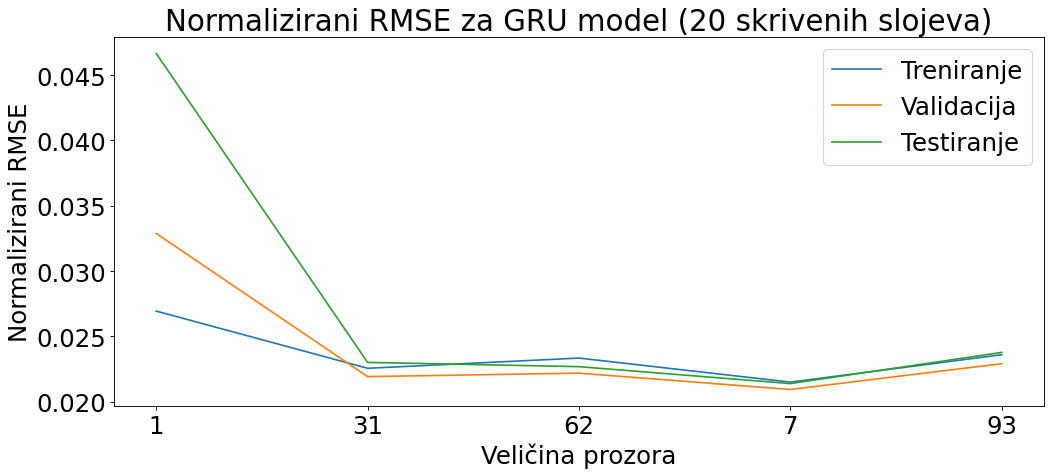 Normalizirani RMSE za GRU model (20 skrivenih slojeva)
Treniranje
Validacija
Testiranje
Normalizirani RMSE
0.045
0.040
0.035
0.030
0.025
0.020
1 31 62 7 93
Veličina prozora